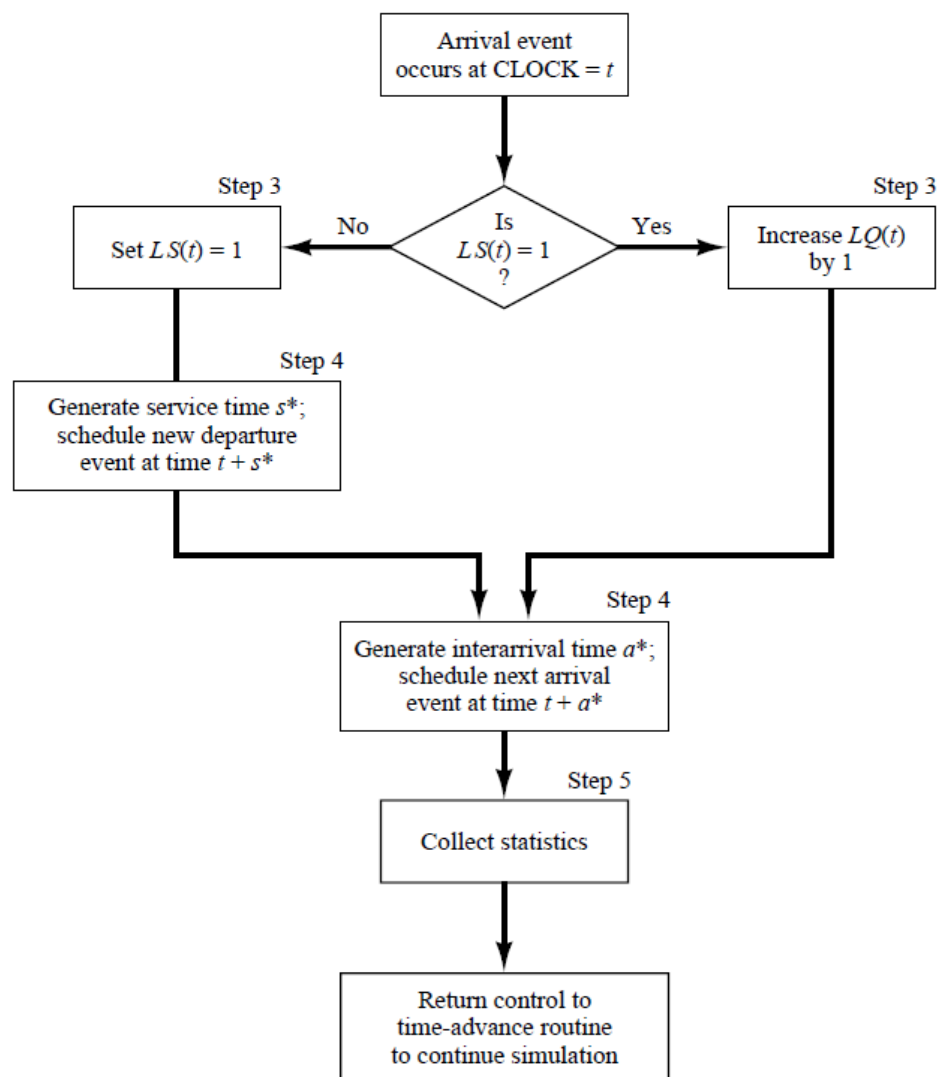 Arrival event
occurs at CLOCK = t
Step 3
Step 3
Set LS(t) = 1
No
Is
LS(t) = 1
?
Yes
Increase LQ(t)
by 1
Step 4
Generate service time s*;
schedule new departure
event at time t + s*
Step 4
Generate interarrival time a*;
schedule next arrival
event at time t + a*
Step 5
Collect statistics
Return control to
time-advance routine
to continue simulation